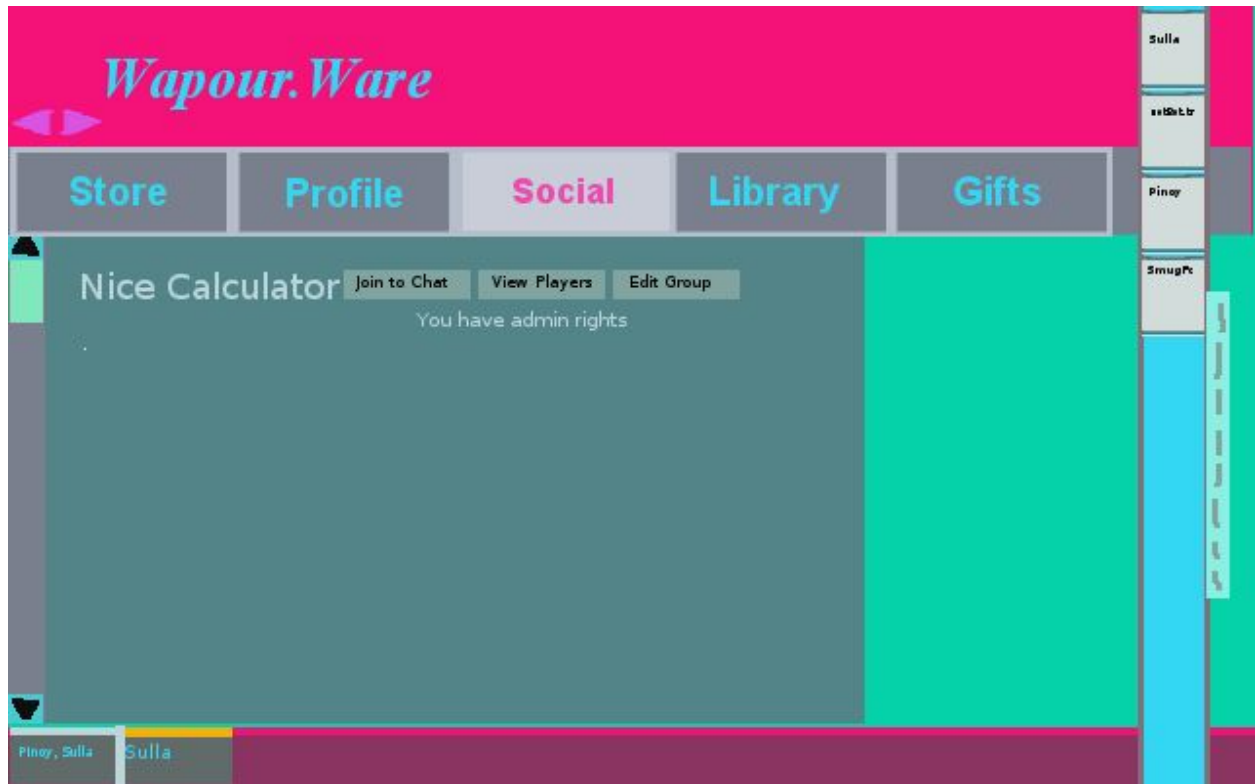 Wapour.Ware
Store Profile Social Library Gifts
Nice Calculator Join to Chat View Players Edit Group
You have admin rights
.
Sulla
Pinoy
Pinoy, Sulla
Sulla